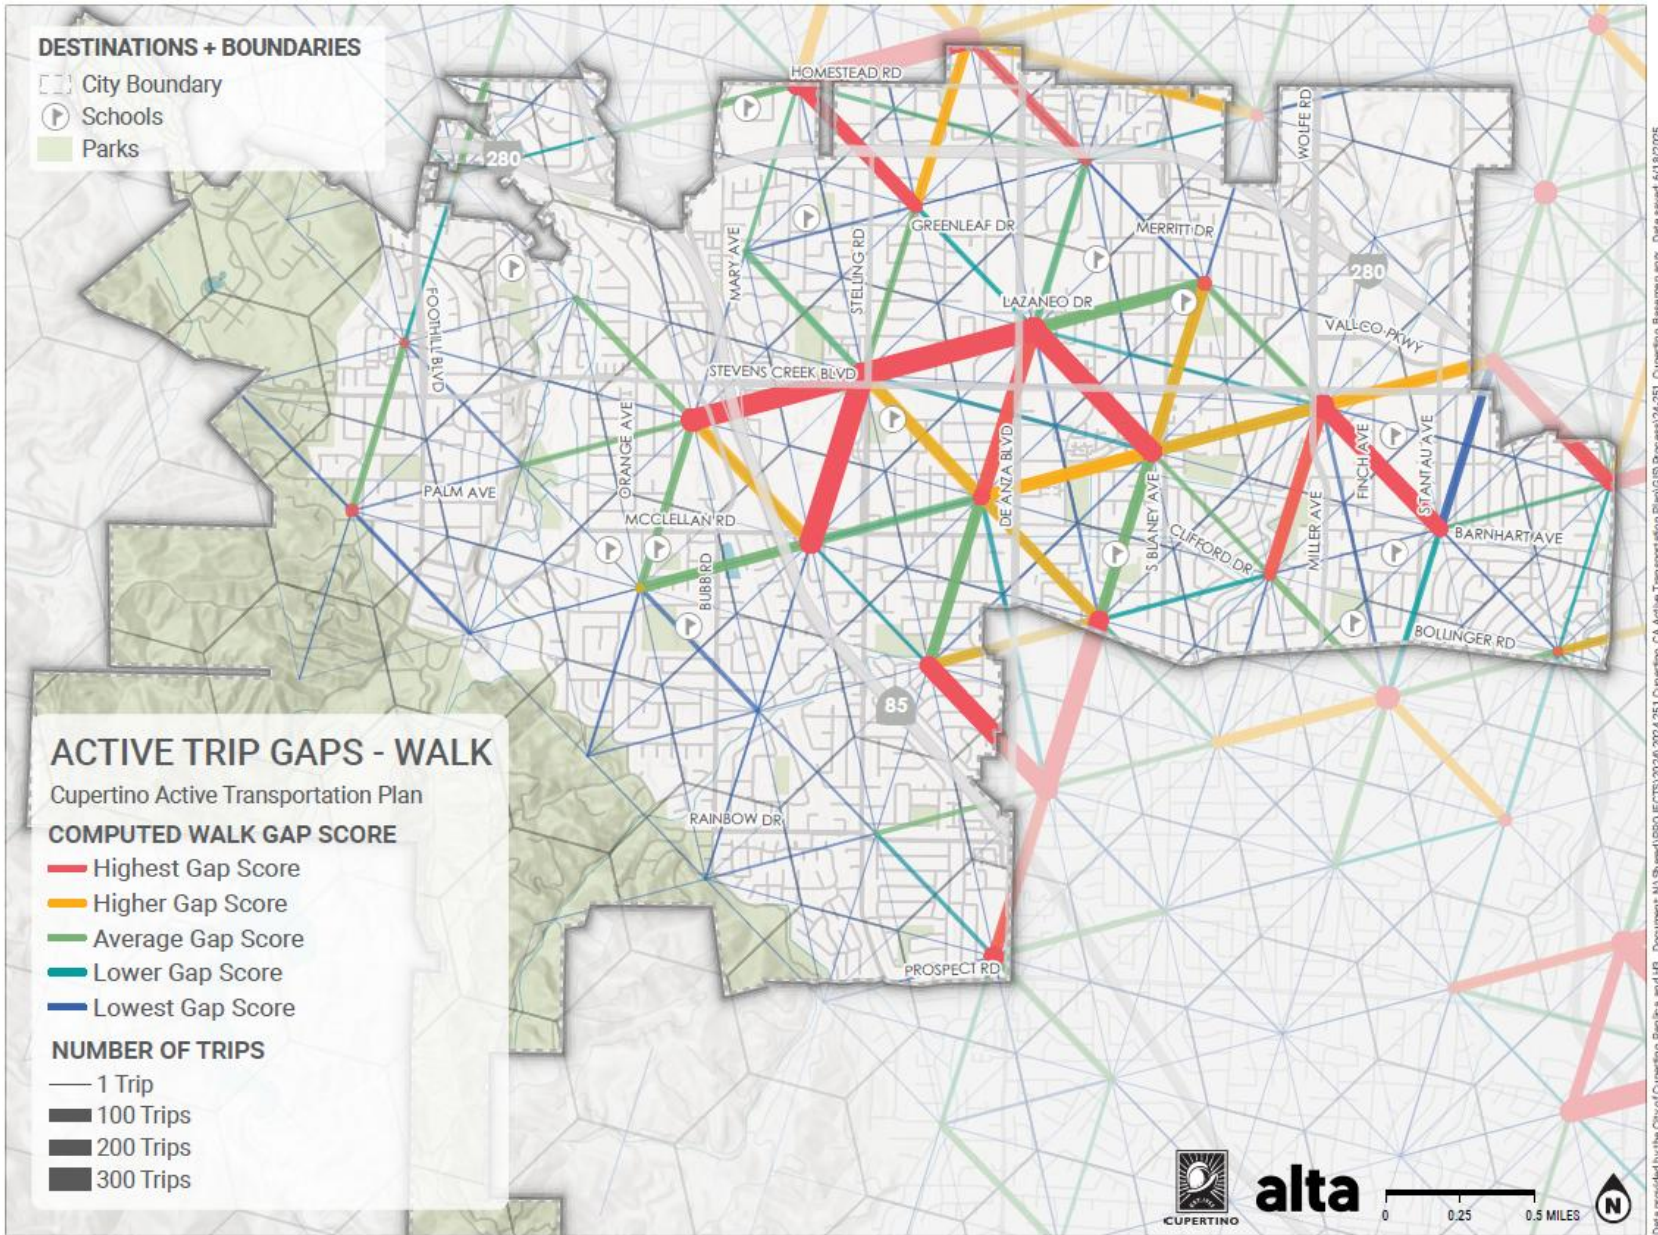 DESTINATIONS + BOUNDARIES
City Boundary
Schools
Parks
HOMESTEAD RD
WOLFE RD
280
GREENLEAF DR
MERRITT DR
MARY AVE
STELLING RD
280
FOOTHILL BLVD
LAZANEO DR
VALLCO PKWY
STEVENS CREEK BLVD
ORANGE AVE
DE ANZA BLVD
FINCH AVE
S TANTAU AVE
PALM AVE
MCCLELLAN RD
S BLANEY AVE
MILLER AVE
CLIFFORD DR
BARNHART AVE
BUBB RD
BOLLINGER RD
85
RAINBOW DR
PROSPECT RD
ACTIVE TRIP GAPS - WALK
Cupertino Active Transportation Plan
COMPUTED WALK GAP SCORE
Highest Gap Score
Higher Gap Score
Average Gap Score
Lower Gap Score
Lowest Gap Score
NUMBER OF TRIPS
1 Trip
100 Trips
200 Trips
300 Trips
CUPERTINO
alta
0 0.25 0.5 MILES
N